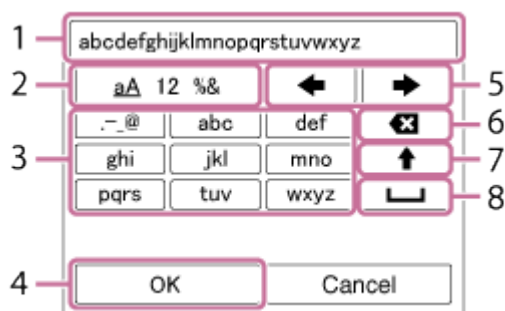 1 abcdefghijklmnopqrstuvwxyz
2 aA 12 %& 5
.-_@ abc def 6
3 ghi jkl mno 7
pqrs tuv wxyz 8
4 OK Cancel